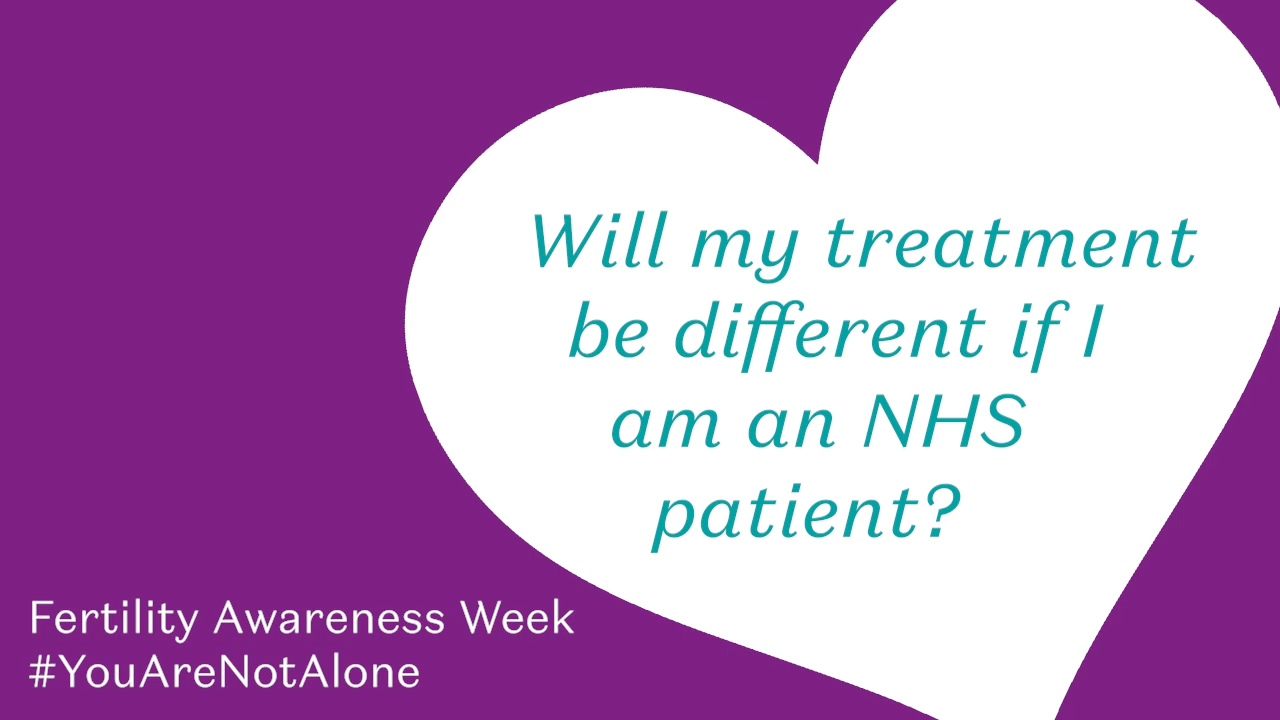 Will my treatment
be different if I
am an NHS
patient?
Fertility Awareness Week
#YouAreNotAlone